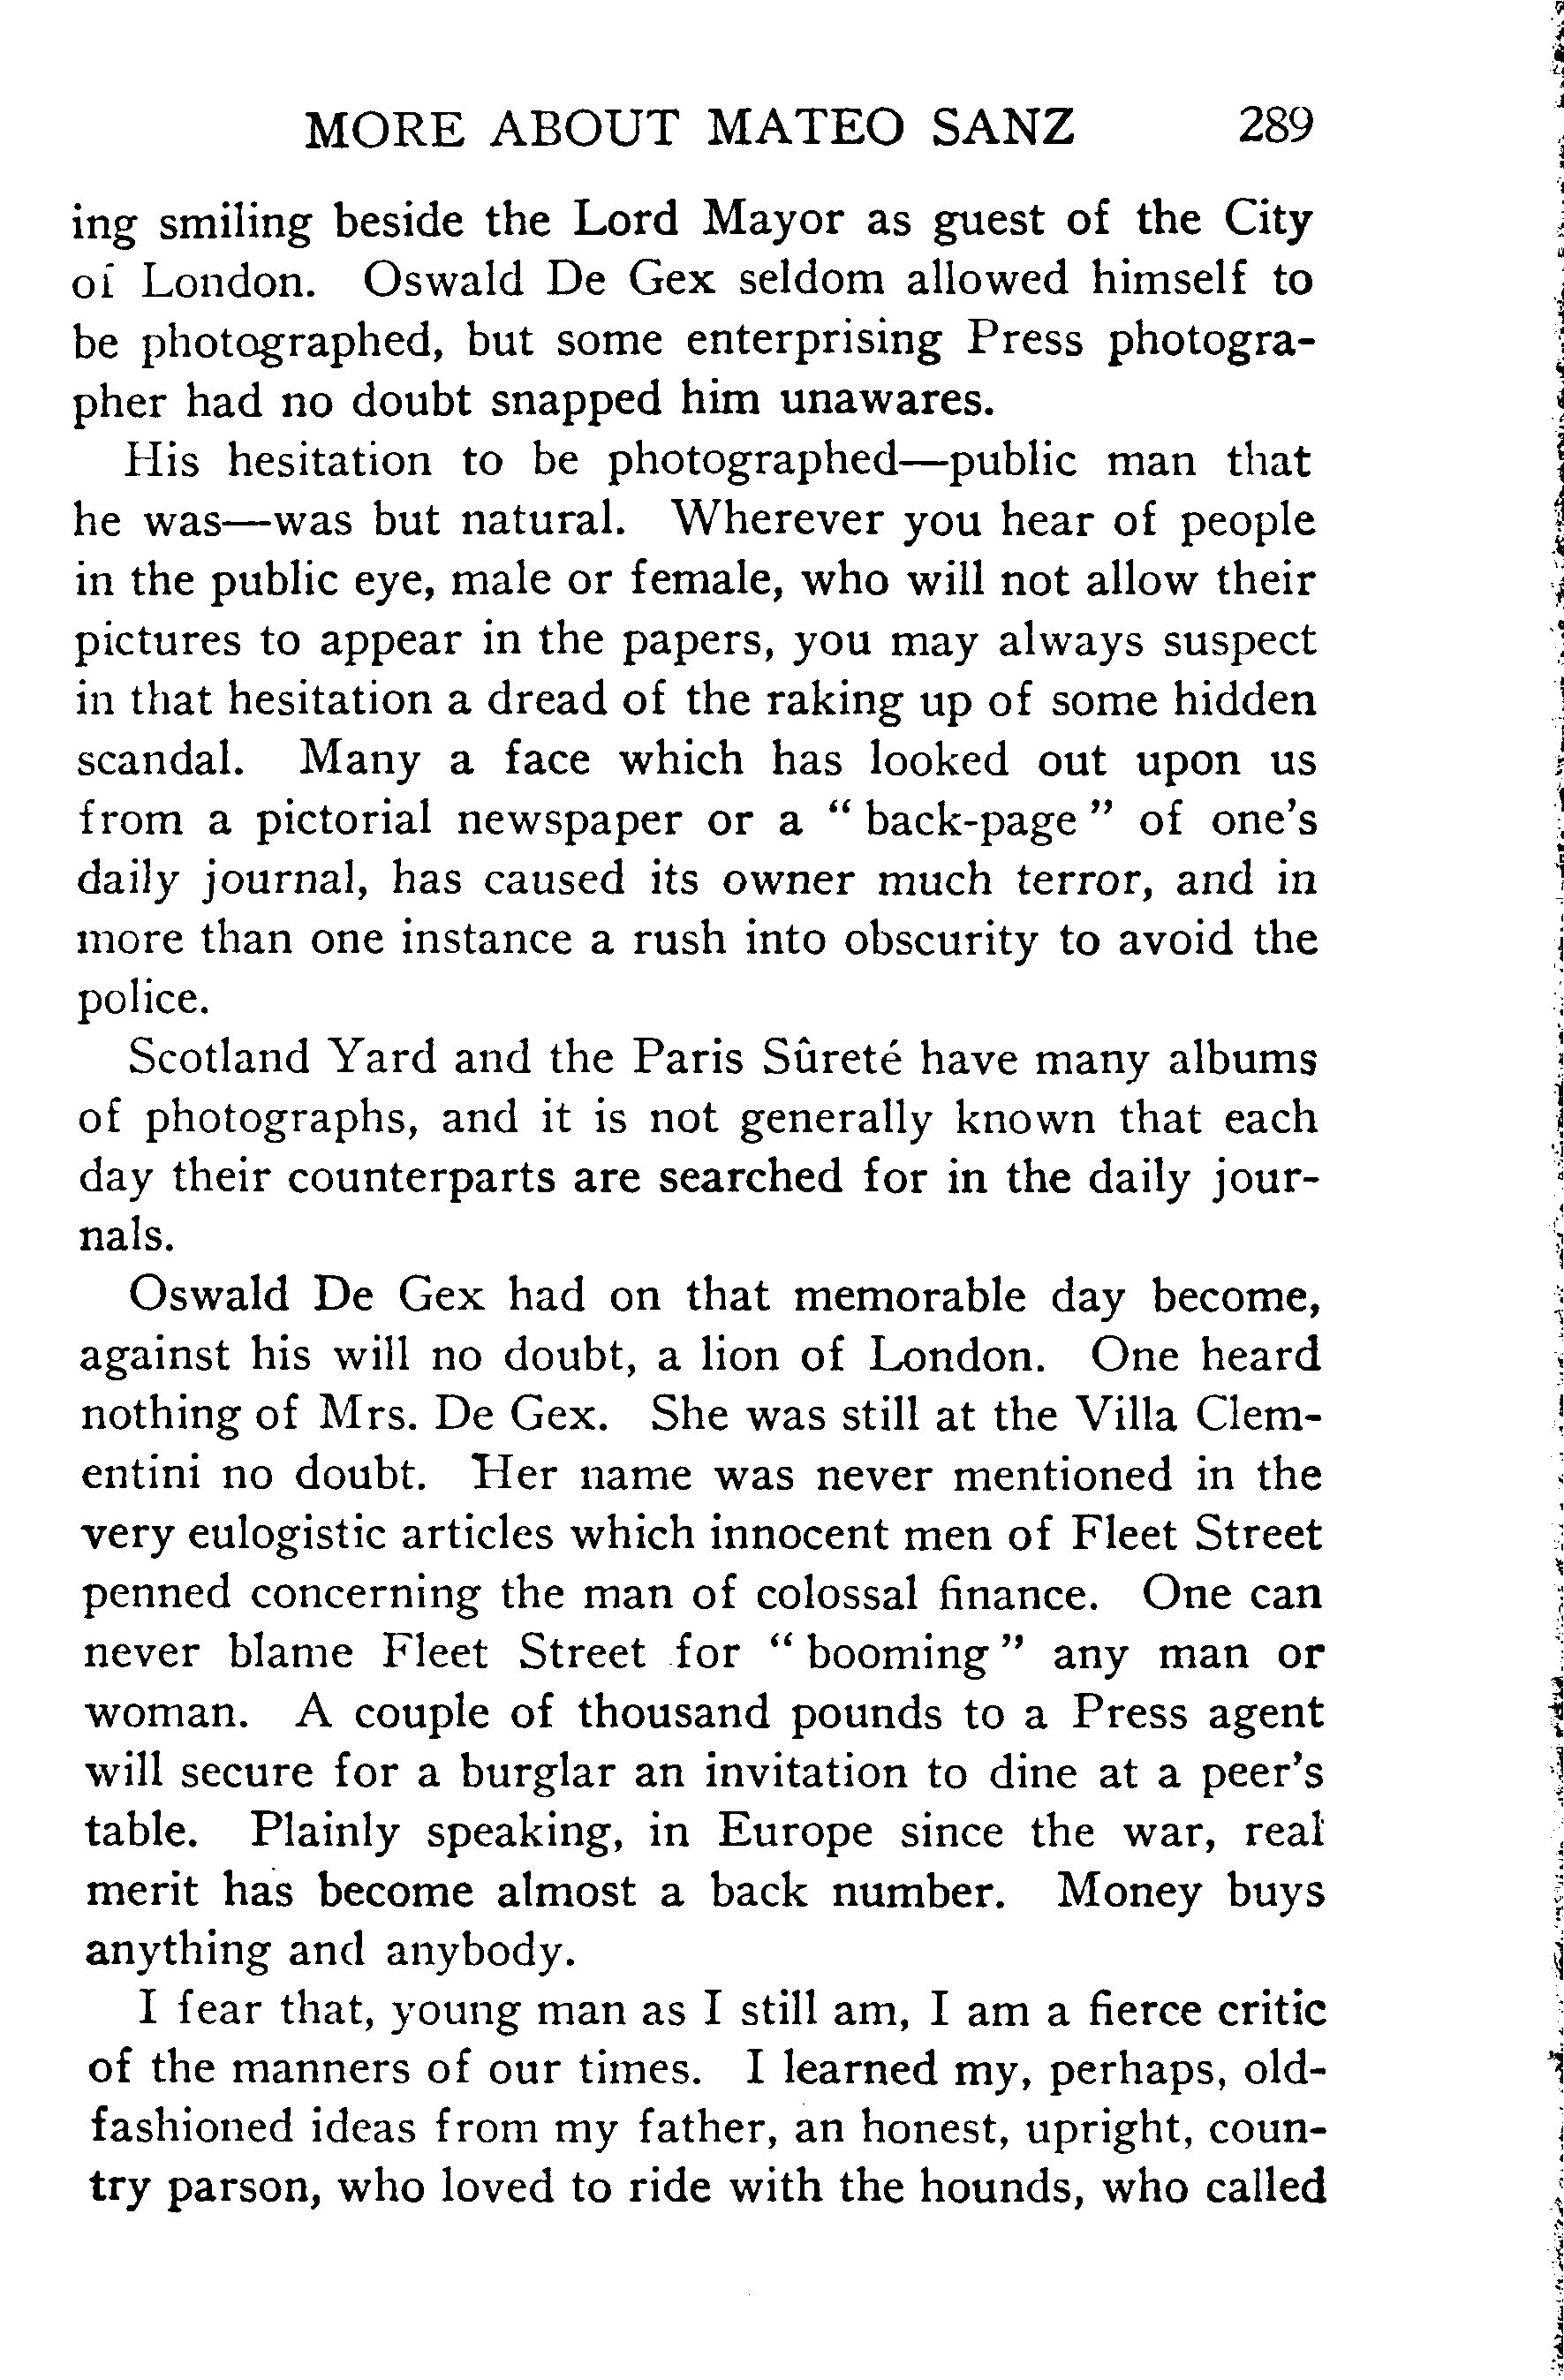 MORE ABOUT MATEO SANZ 289
ing smiling beside the Lord Mayor as guest of the City
of London. Oswald De Gex seldom allowed himself to
be photographed, but some enterprising Press photogra-
pher had no doubt snapped him unawares.
His hesitation to be photographed—public man that
he was—was but natural. Wherever you hear of people
in the public eye, male or female, who will not allow their
pictures to appear in the papers, you may always suspect
in that hesitation a dread of the raking up of some hidden
scandal. Many a face which has looked out upon us
from a pictorial newspaper or a “ back-page ” of one's
daily journal, has caused its owner much terror, and in
more than one instance a rush into obscurity to avoid the
police.
Scotland Yard and the Paris Sûreté have many albums
of photographs, and it is not generally known that each
day their counterparts are searched for in the daily jour-
nals.
Oswald De Gex had on that memorable day become,
against his will no doubt, a lion of London. One heard
nothing of Mrs. De Gex. She was still at the Villa Clem-
entini no doubt. Her name was never mentioned in the
very eulogistic articles which innocent men of Fleet Street
penned concerning the man of colossal finance. One can
never blame Fleet Street for “ booming ” any man or
woman. A couple of thousand pounds to a Press agent
will secure for a burglar an invitation to dine at a peer's
table. Plainly speaking, in Europe since the war, real
merit has become almost a back number. Money buys
anything and anybody.
I fear that, young man as I still am, I am a fierce critic
of the manners of our times. I learned my, perhaps, old-
fashioned ideas from my father, an honest, upright, coun-
try parson, who loved to ride with the hounds, who called